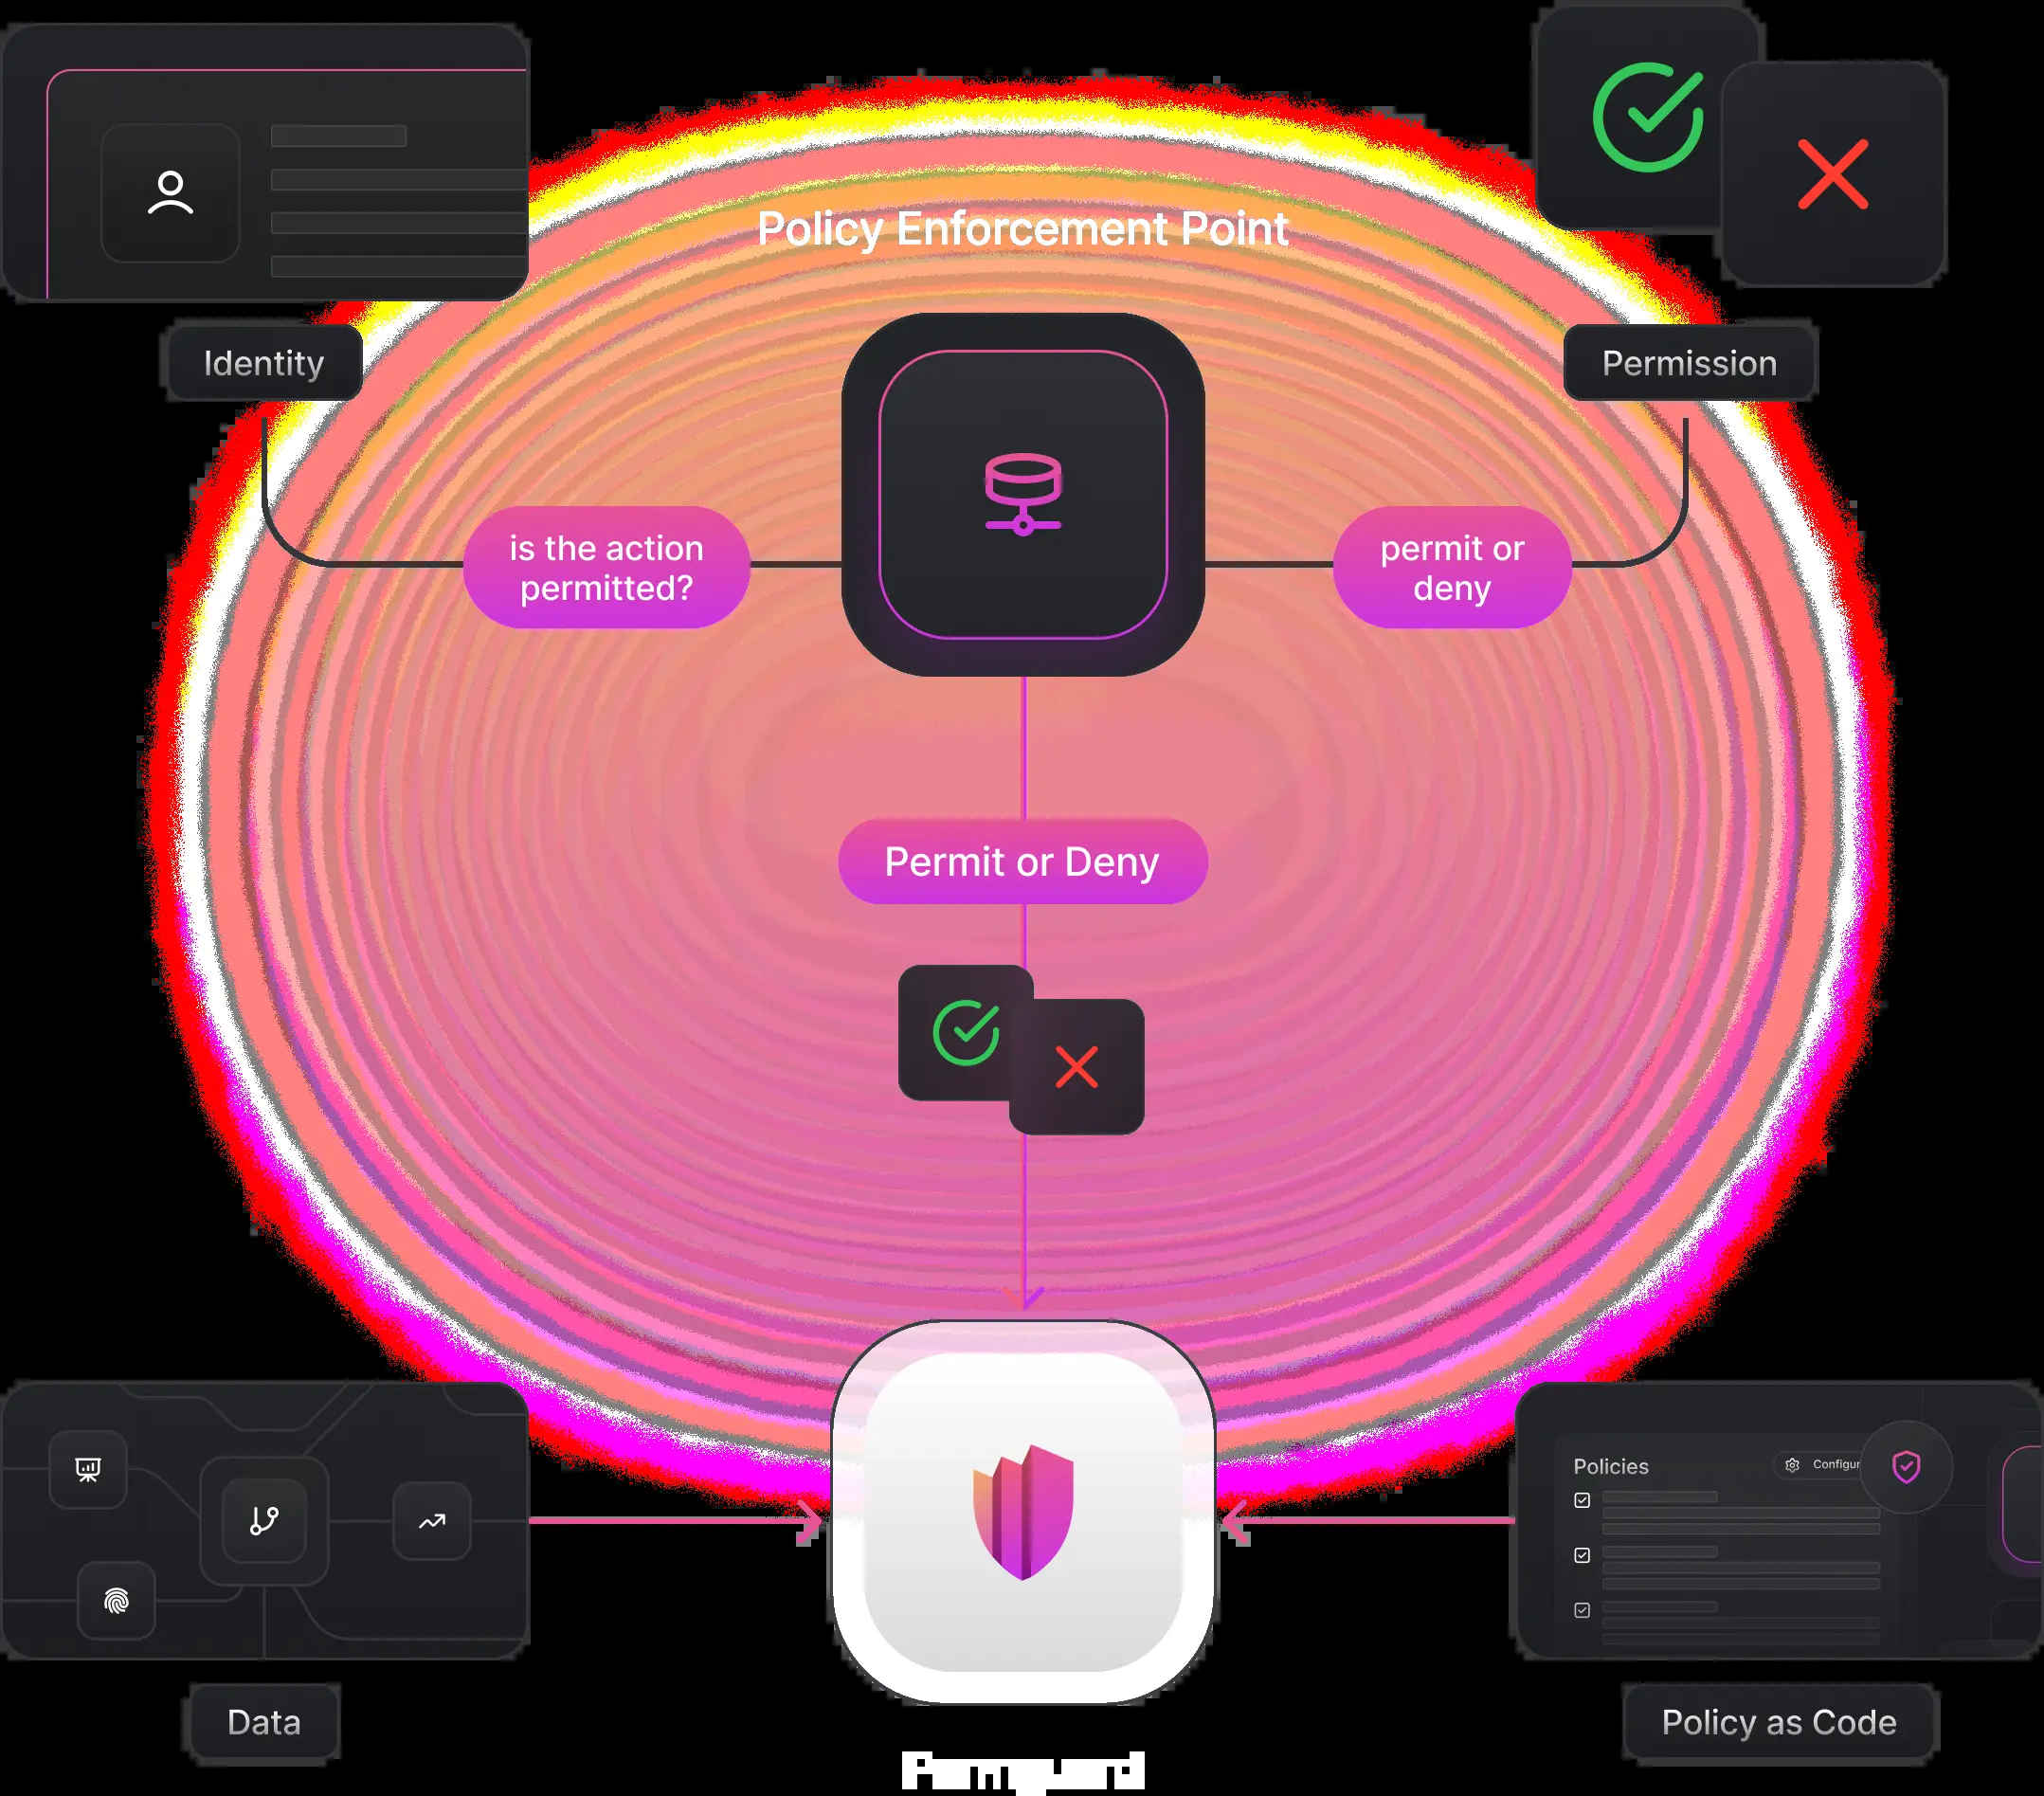 Policy Enforcement Point
Identity
Permission
is the action
permitted?
permit or
deny
Permit or Deny
Policies
Configur
Data
Policy as Code